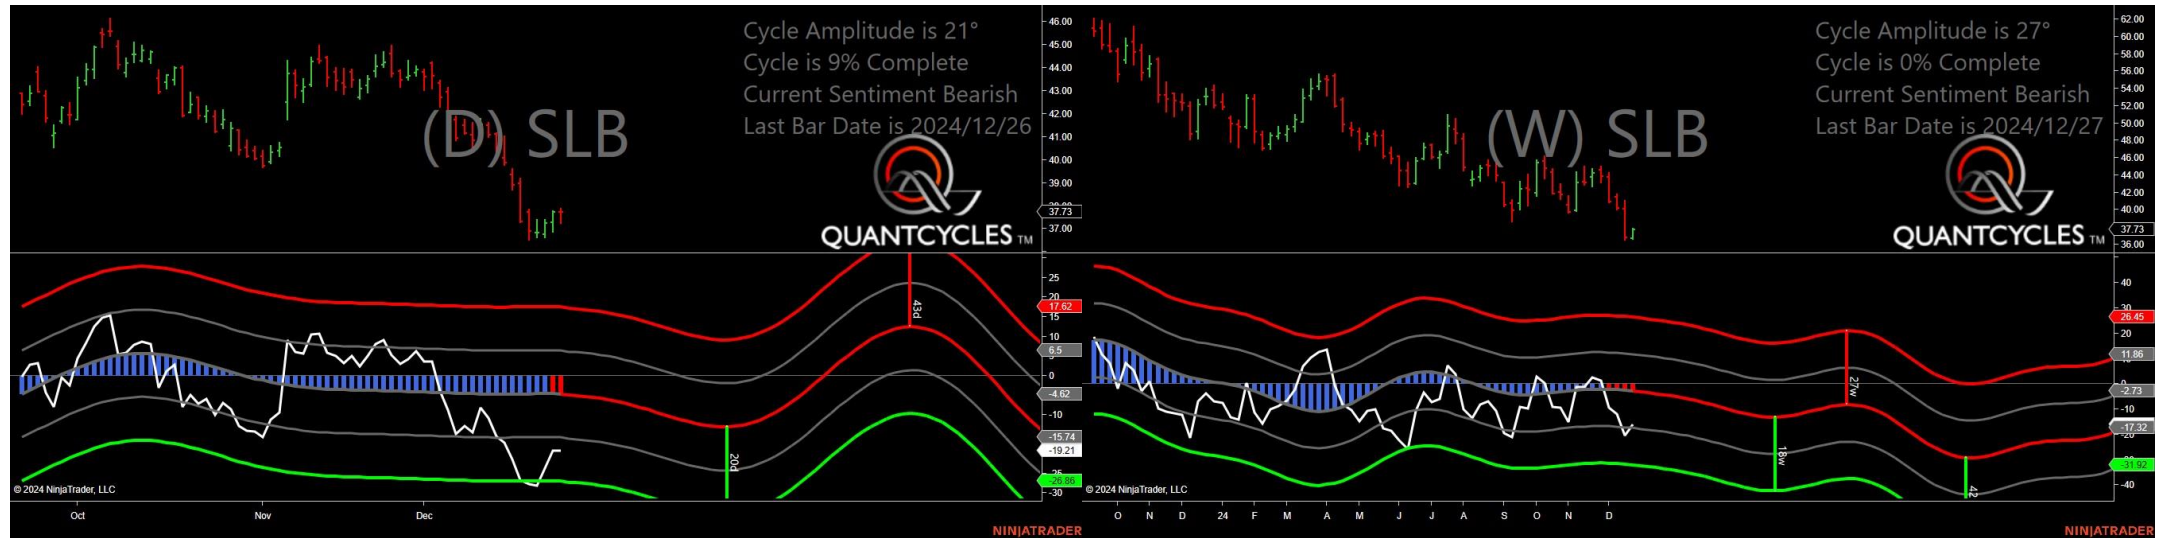 Cycle Amplitude is 21°
Cycle is 9% Complete
Current Sentiment Bearish
Last Bar Date is 2024/12/26
(D) SLB
QUANTCYCLES TM
46.00
45.00
44.00
43.00
42.00
41.00
40.00
39.00
37.73
37.00
43d
20d
25
20
17.62
15
10
6.5
0
-4.62
-10
-15.74
-19.21
-26.86
-30
© 2024 NinjaTrader, LLC
Oct Nov Dec
NINJATRADER
Cycle Amplitude is 27°
Cycle is 0% Complete
Current Sentiment Bearish
Last Bar Date is 2024/12/27
(W) SLB
QUANTCYCLES TM
62.00
60.00
58.00
56.00
54.00
52.00
50.00
48.00
46.00
44.00
42.00
40.00
37.73
36.00
27w
18w
42
40
30
26.45
20
11.86
-2.73
-10
-17.32
-31.92
-40
© 2024 NinjaTrader, LLC
O N D 24 F M A M J J A S O N D
NINJATRADER